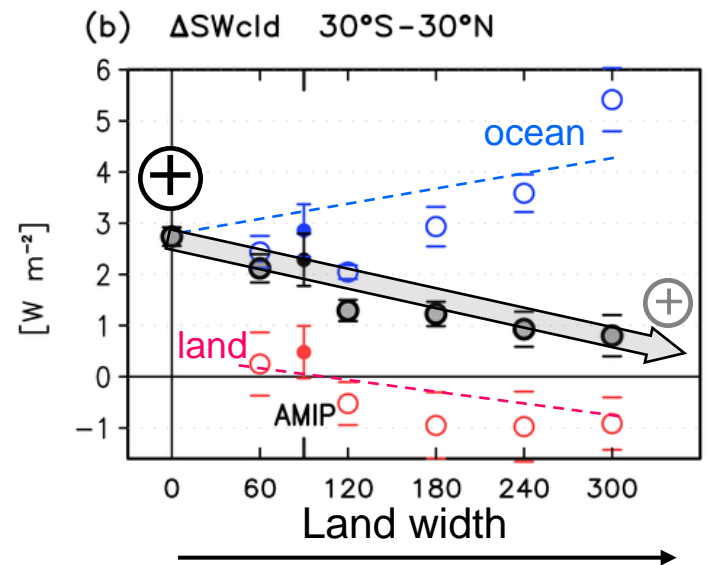 (b) ΔSWcld 30°S–30°N
6
5
4
3
2
1
0
−1
[W m⁻²]
ocean
land
AMIP
0 60 120 180 240 300
Land width